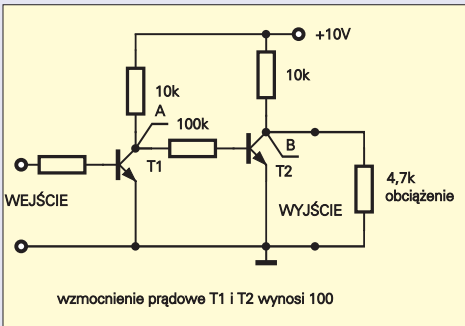 +10V
10k
10k
A
100k
T1
B
T2
WEJŚCIE
WYJŚCIE
4,7k
obciążenie
wzmocnienie prądowe T1 i T2 wynosi 100